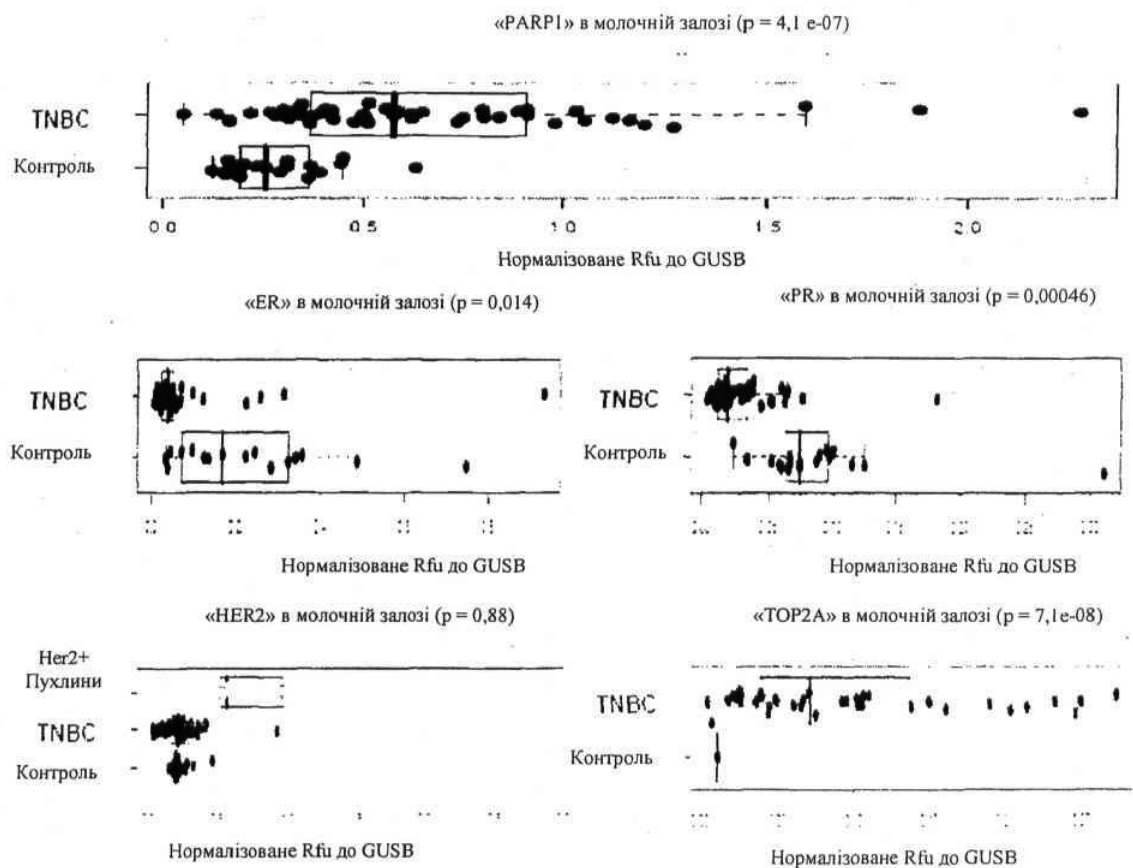 «PARP1» в молочній залозі (p = 4,1 e-07)
TNBC
Контроль
0.0 0.5 1.0 1.5 2.0
Нормалізоване Rfu до GUSB
«ER» в молочній залозі (p = 0,014)
TNBC
Контроль
Нормалізоване Rfu до GUSB
«PR» в молочній залозі (p = 0,00046)
TNBC
Контроль
Нормалізоване Rfu до GUSB
«HER2» в молочній залозі (p = 0,88)
Her2+
Пухлини
TNBC
Контроль
Нормалізоване Rfu до GUSB
«TOP2A» в молочній залозі (p = 7,1e-08)
TNBC
Контроль
Нормалізоване Rfu до GUSB